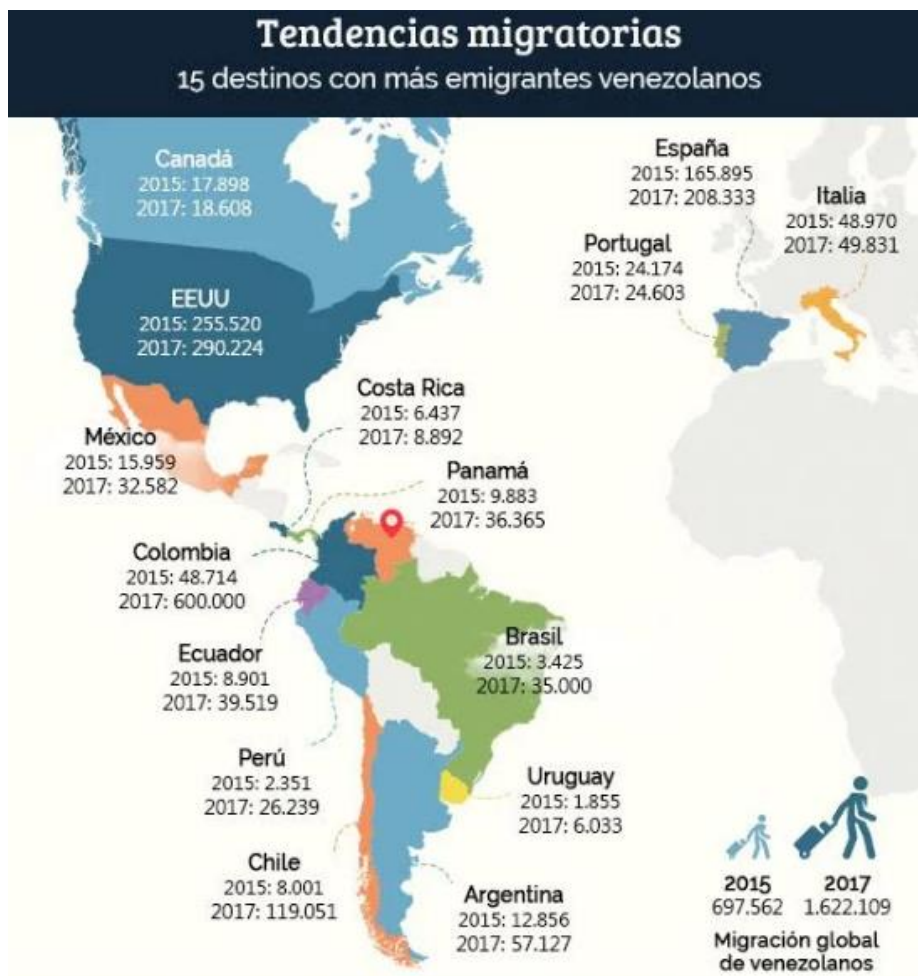 Tendencias migratorias
15 destinos con más emigrantes venezolanos
Canadá
2015: 17.898
2017: 18.608
España
2015: 165.895
2017: 208.333
Italia
2015: 48.970
2017: 49.831
Portugal
2015: 24.174
2017: 24.603
EEUU
2015: 255.520
2017: 290.224
Costa Rica
2015: 6.437
2017: 8.892
México
2015: 15.959
2017: 32.582
Panamá
2015: 9.883
2017: 36.365
Colombia
2015: 48.714
2017: 600.000
Ecuador
2015: 8.901
2017: 39.519
Brasil
2015: 3.425
2017: 35.000
Perú
2015: 2.351
2017: 26.239
Uruguay
2015: 1.855
2017: 6.033
Chile
2015: 8.001
2017: 119.051
Argentina
2015: 12.856
2017: 57.127
2015 2017
697.562 1.622.109
Migración global
de venezolanos